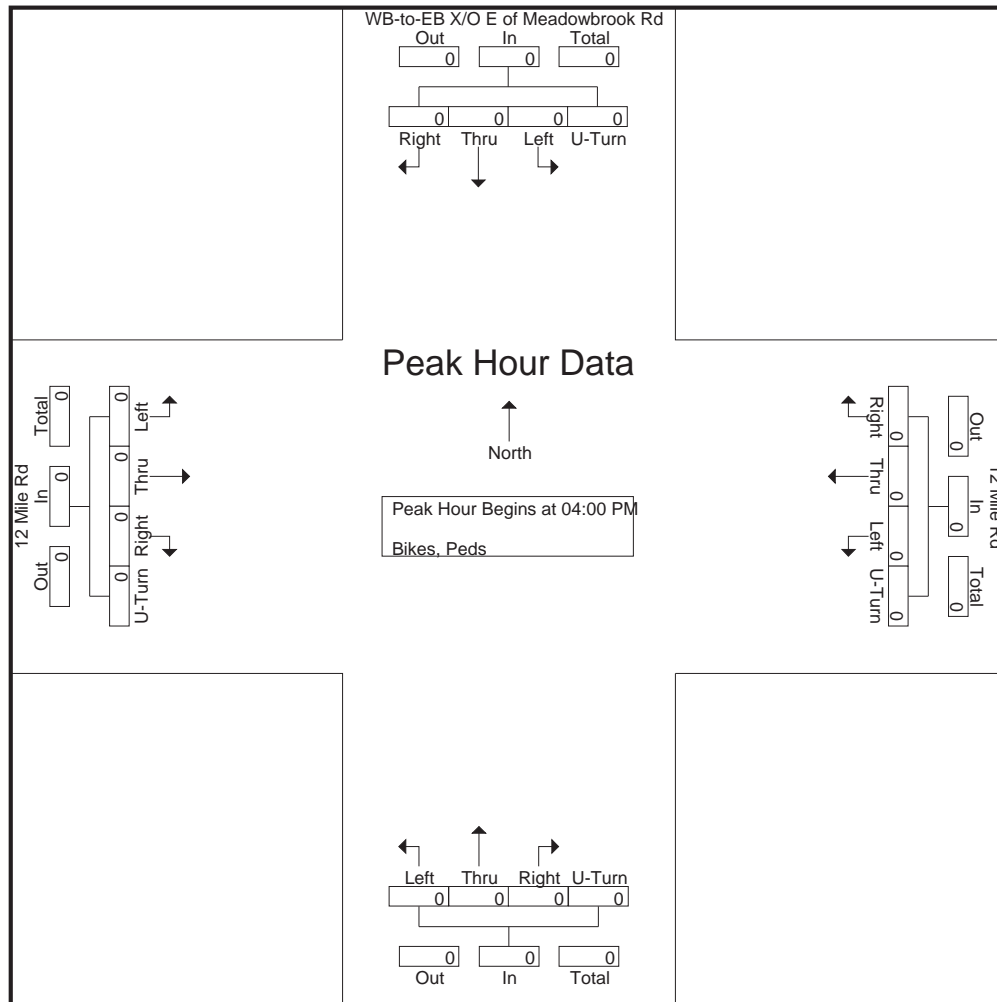 WB-to-EB X/O E of Meadowbrook Rd
Out In Total
0 0 0
0 0 0 0
Right Thru Left U-Turn
Peak Hour Data
North
Peak Hour Begins at 04:00 PM
Bikes, Peds
12 Mile Rd
Out In Total
0 0 0
0 0 0 0
U-Turn Right Thru Left
12 Mile Rd
Out In Total
0 0 0
0 0 0 0
Right Thru Left U-Turn
Left Thru Right U-Turn
0 0 0 0
0 0 0
Out In Total